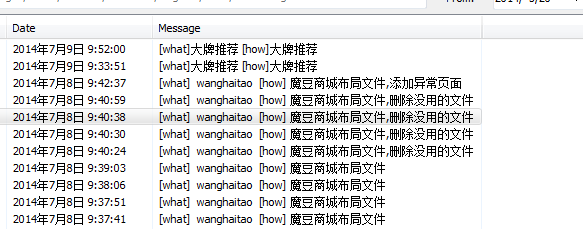 Date Message
2014年7月9日 9:52:00 [what]大牌推荐 [how]大牌推荐
2014年7月9日 9:33:51 [what]大牌推荐 [how]大牌推荐
2014年7月8日 9:42:37 [what] wanghaitao [how] 魔豆商城布局文件,添加异常页面
2014年7月8日 9:40:59 [what] wanghaitao [how] 魔豆商城布局文件,删除没用的文件
2014年7月8日 9:40:38 [what] wanghaitao [how] 魔豆商城布局文件,删除没用的文件
2014年7月8日 9:40:30 [what] wanghaitao [how] 魔豆商城布局文件,删除没用的文件
2014年7月8日 9:40:24 [what] wanghaitao [how] 魔豆商城布局文件,删除没用的文件
2014年7月8日 9:39:03 [what] wanghaitao [how] 魔豆商城布局文件
2014年7月8日 9:38:06 [what] wanghaitao [how] 魔豆商城布局文件
2014年7月8日 9:37:51 [what] wanghaitao [how] 魔豆商城布局文件
2014年7月8日 9:37:41 [what] wanghaitao [how] 魔豆商城布局文件